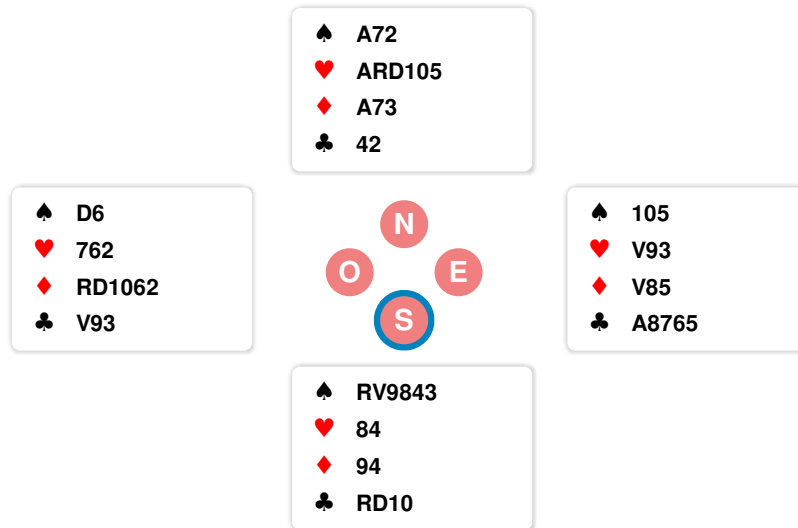 ♠ A72
♥ ARD105
♦ A73
♣ 42
♠ D6
♥ 762
♦ RD1062
♣ V93
N
O
E
S
♠ 105
♥ V93
♦ V85
♣ A8765
♠ RV9843
♥ 84
♦ 94
♣ RD10